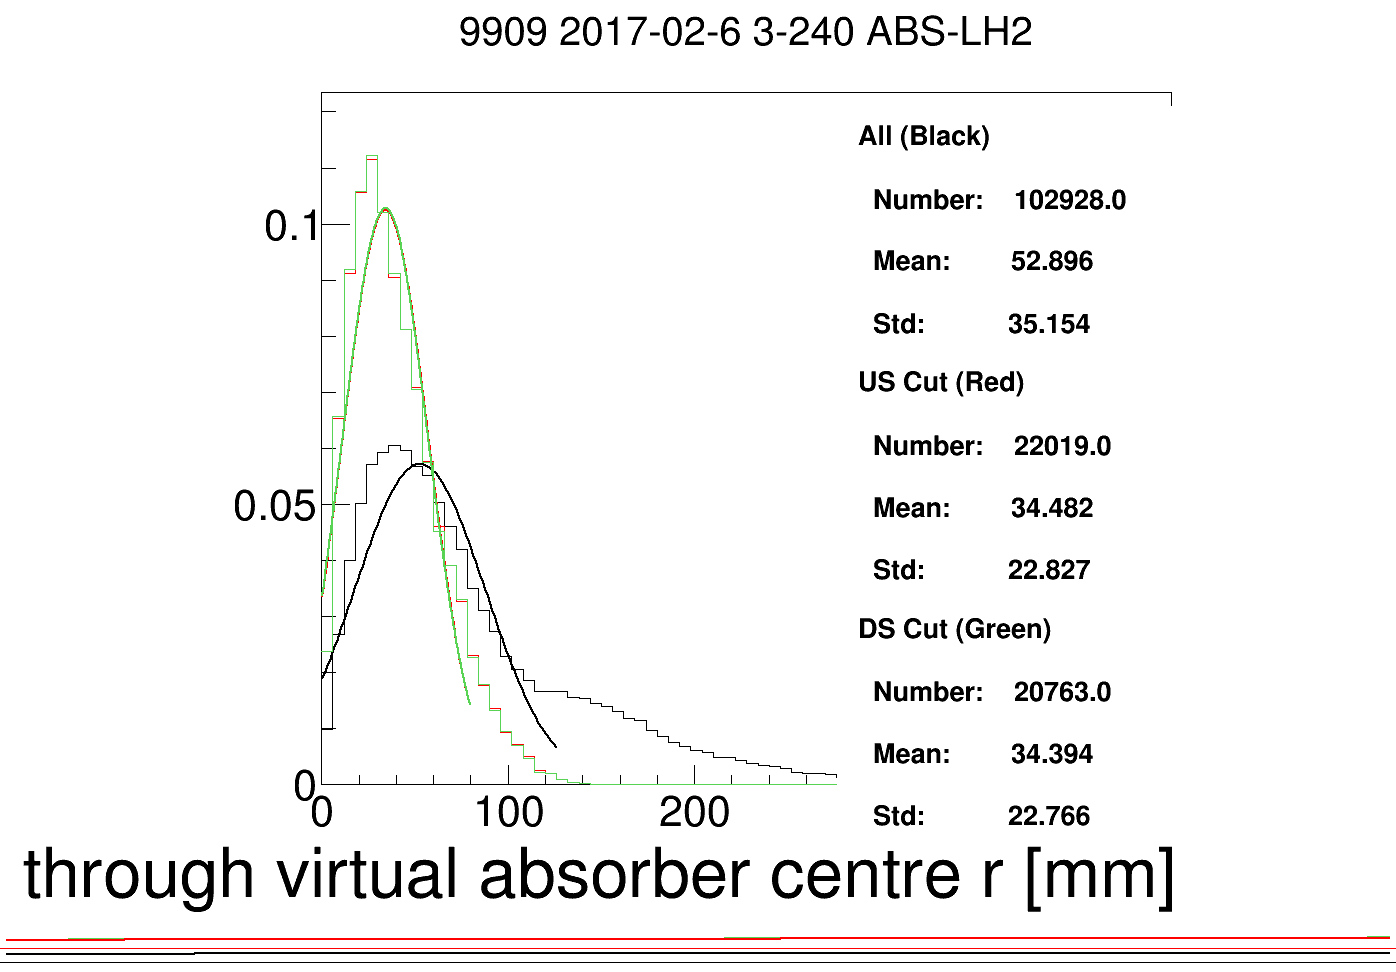 9909 2017-02-6 3-240 ABS-LH2
All (Black)
Number: 102928.0
Mean: 52.896
Std: 35.154
US Cut (Red)
Number: 22019.0
Mean: 34.482
Std: 22.827
DS Cut (Green)
Number: 20763.0
Mean: 34.394
Std: 22.766
0.1
0.05
0
0 100 200
through virtual absorber centre r [mm]